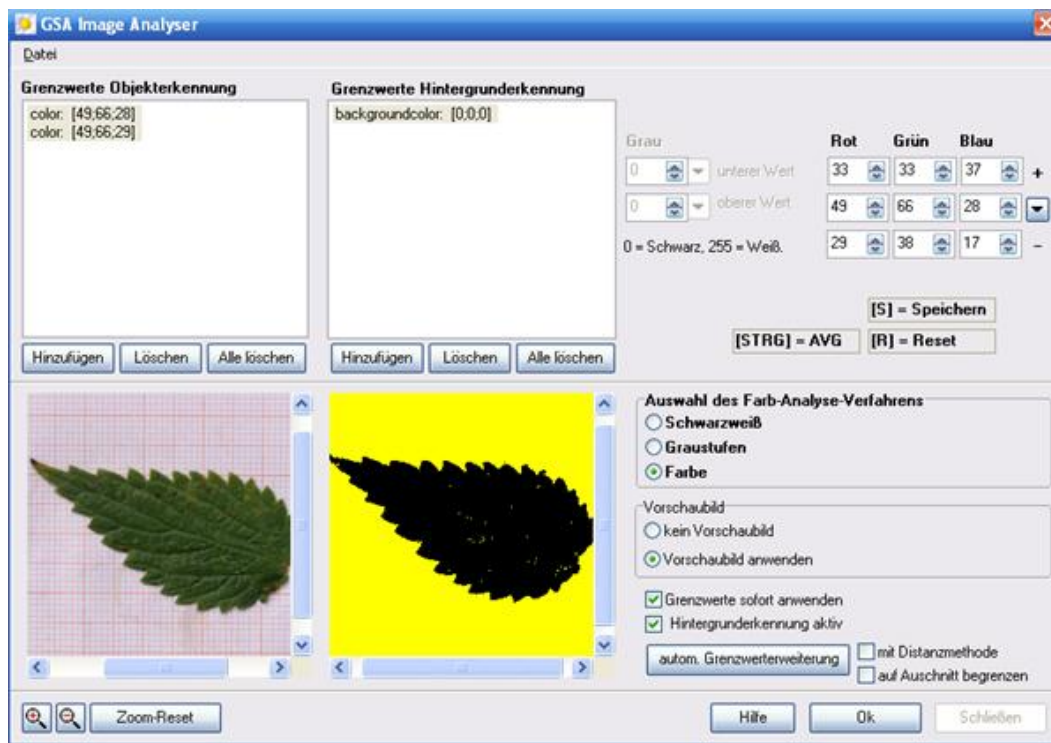 GSA Image Analyser
Datei
Grenzwerte Objekterkennung
color: [49;66;28]
color: [49;66;29]
Hinzufügen Löschen Alle löschen
Grenzwerte Hintergrunderkennung
backgroundcolor: [0;0;0]
Hinzufügen Löschen Alle löschen
Grau Rot Grün Blau
0 unterer Wert 33 33 37 +
0 oberer Wert 49 66 28
0 = Schwarz, 255 = Weiß. 29 38 17 -
[S] = Speichern
[STRG] = AVG [R] = Reset
Auswahl des Farb-Analyse-Verfahrens
Schwarzweiß
Graustufen
Farbe
Vorschaubild
kein Vorschaubild
Vorschaubild anwenden
Grenzwerte sofort anwenden
Hintergrunderkennung aktiv
autom. Grenzwerterweiterung
mit Distanzmethode
auf Auschnitt begrenzen
Zoom-Reset Hilfe Ok Schließen